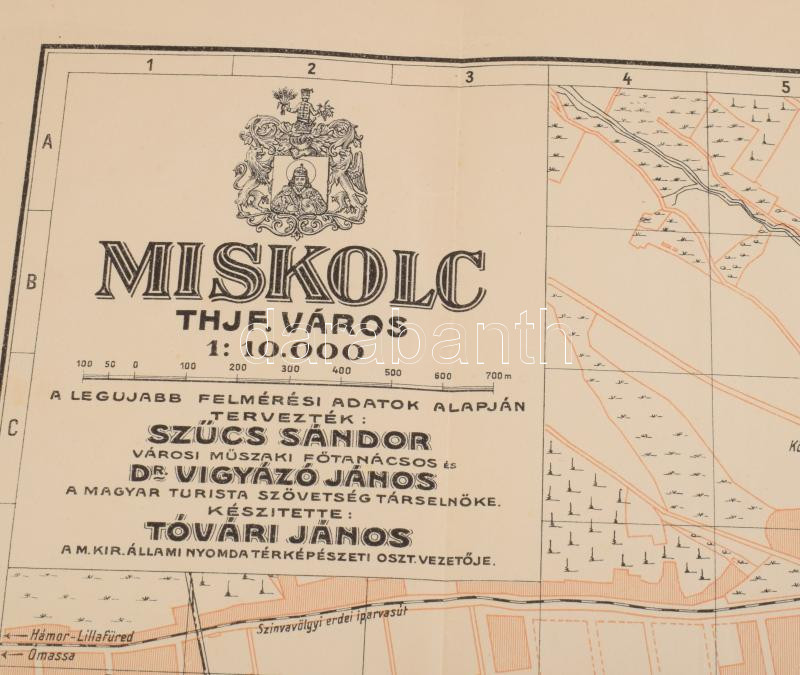 1 2 3 4 5
A
B
C
MISKOLC
THJF. VÁROS
1:10.000
100 50 0 100 200 300 400 500 600 700 m
A LEGUJABB FELMÉRÉSI ADATOK ALAPJÁN
TERVEZTÉK:
SZŰCS SÁNDOR
VÁROSI MŰSZAKI FŐTANÁCSOS és
DR. VIGYÁZÓ JÁNOS
A MAGYAR TURISTA SZÖVETSÉG TÁRSELNÖKE.
KÉSZITETTE:
TÓVÁRI JÁNOS
A M. KIR. ÁLLAMI NYOMDA TÉRKÉPÉSZETI OSZT. VEZETŐJE.
Szinvavölgyi erdei iparvasút
Hámor-Lillafüred
Omassa
darabanth